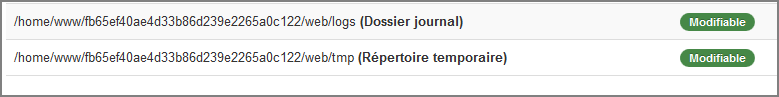 /home/www/fb65ef40ae4d33b86d239e2265a0c122/web/logs (Dossier journal) Modifiable
/home/www/fb65ef40ae4d33b86d239e2265a0c122/web/tmp (Répertoire temporaire) Modifiable